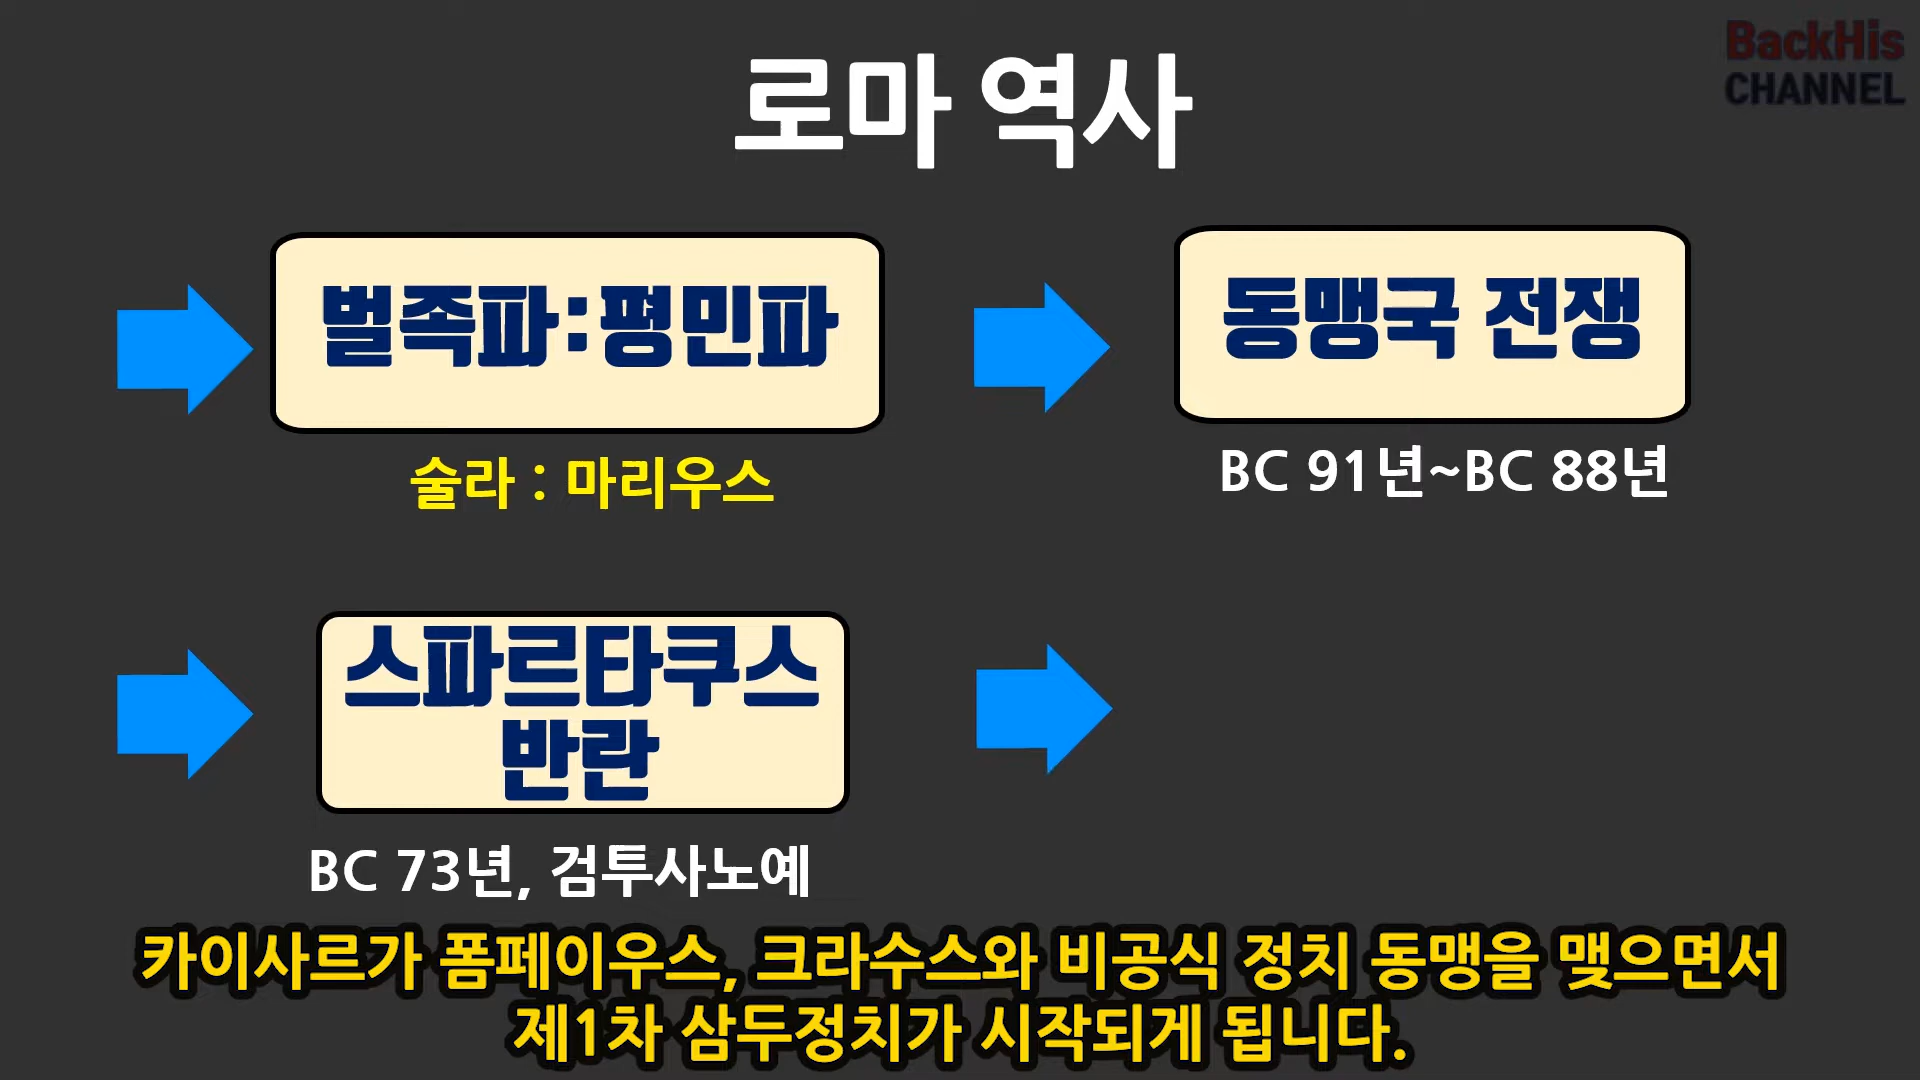 BackHis
CHANNEL
로마 역사
벌족파:평민파
동맹국 전쟁
술라 : 마리우스
BC 91년~BC 88년
스파르타쿠스
반란
BC 73년, 검투사노예
카이사르가 폼페이우스, 크라수스와 비공식 정치 동맹을 맺으면서
제1차 삼두정치가 시작되게 됩니다.